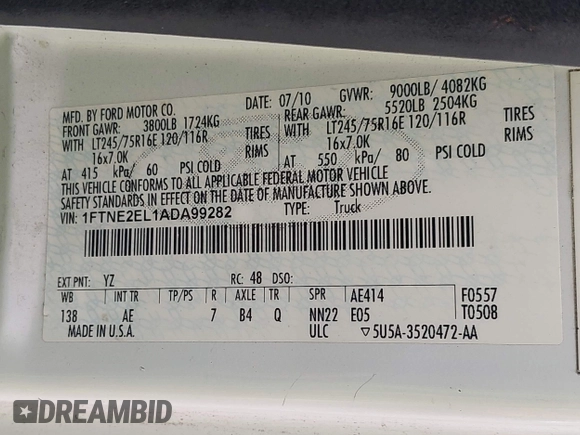 MFD. BY FORD MOTOR CO.
DATE: 07/10 GVWR: 9000LB/ 4082KG
FRONT GAWR: 3800LB 1724KG
REAR GAWR: 5520LB 2504KG
WITH LT245/75R16E 120/116R TIRES
WITH LT245/75R16E 120/116R TIRES
16x7.0K RIMS
16x7.0K RIMS
AT 415 kPa/ 60 PSI COLD
AT 550 kPa/ 80 PSI COLD
THIS VEHICLE CONFORMS TO ALL APPLICABLE FEDERAL MOTOR VEHICLE
SAFETY STANDARDS IN EFFECT ON THE DATE OF MANUFACTURE SHOWN ABOVE.
VIN: 1FTNE2EL1ADA99282 TYPE: Truck
EXT PNT: YZ RC: 48 DSO:
WB INT TR TP/PS R AXLE TR SPR AE414 F0557
138 AE 7 B4 Q NN22 E05 T0508
MADE IN U.S.A. ULC ▽5U5A-3520472-AA
DREAMBID